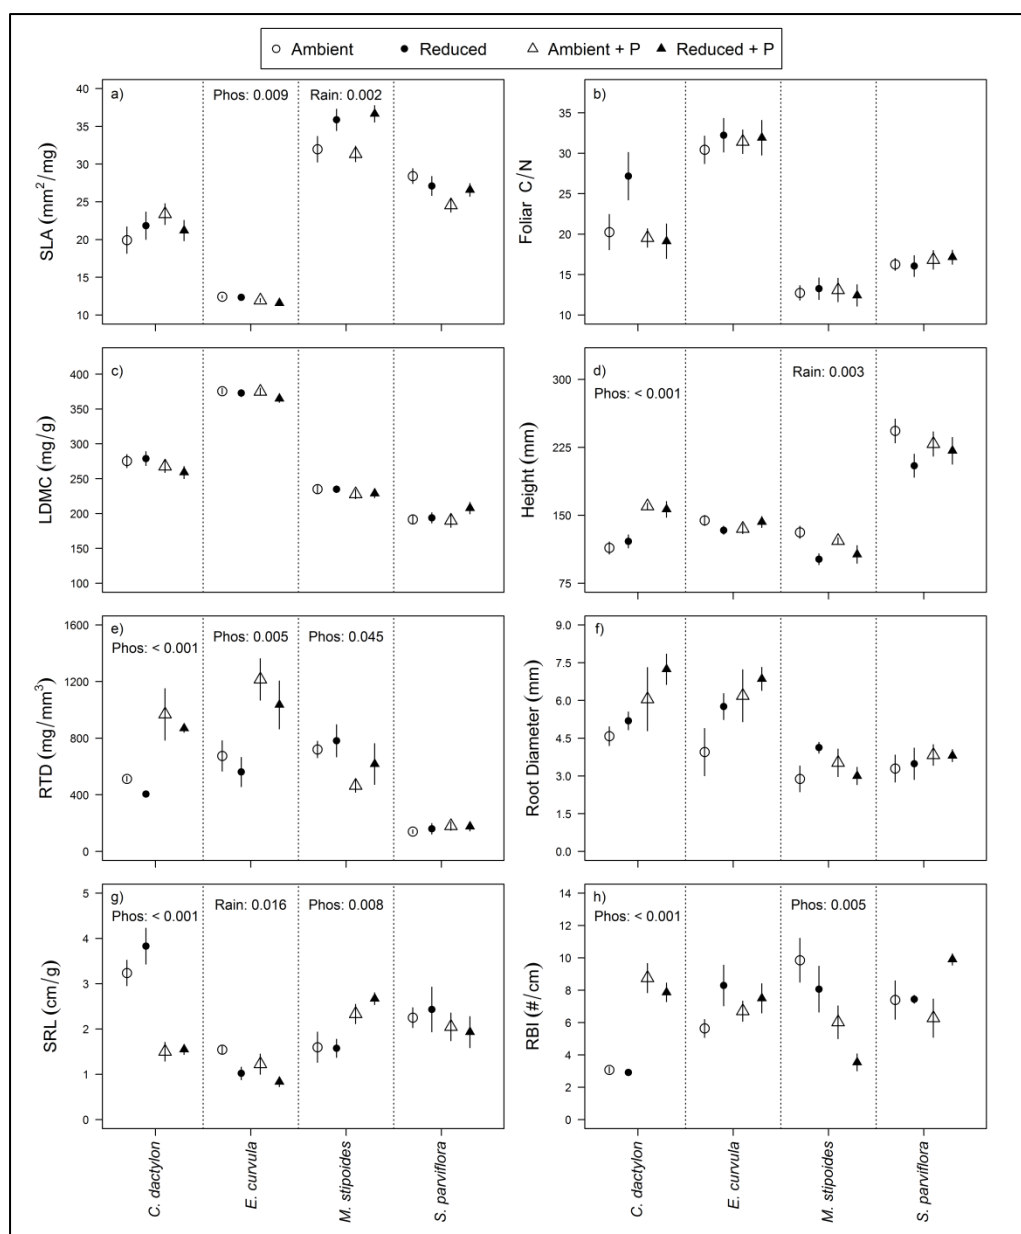 Ambient Reduced Ambient + P Reduced + P
a) Phos: 0.009 Rain: 0.002
40
35
30
25
20
15
10
SLA (mm²/mg)
b)
35
30
25
20
15
10
Foliar C/N
c)
400
350
300
250
200
150
100
LDMC (mg/g)
d) Rain: 0.003
Phos: < 0.001
300
225
150
75
Height (mm)
e) Phos: 0.005 Phos: 0.045
Phos: < 0.001
1600
1200
800
400
0
RTD (mg/mm³)
f)
9.0
7.5
6.0
4.5
3.0
1.5
0.0
Root Diameter (mm)
g) Rain: 0.016 Phos: 0.008
Phos: < 0.001
5
4
3
2
1
0
SRL (cm/g)
h) Phos: 0.005
Phos: < 0.001
14
12
10
8
6
4
2
0
RBI (#/cm)
C. dactylon
E. curvula
M. stipoides
S. parviflora
C. dactylon
E. curvula
M. stipoides
S. parviflora